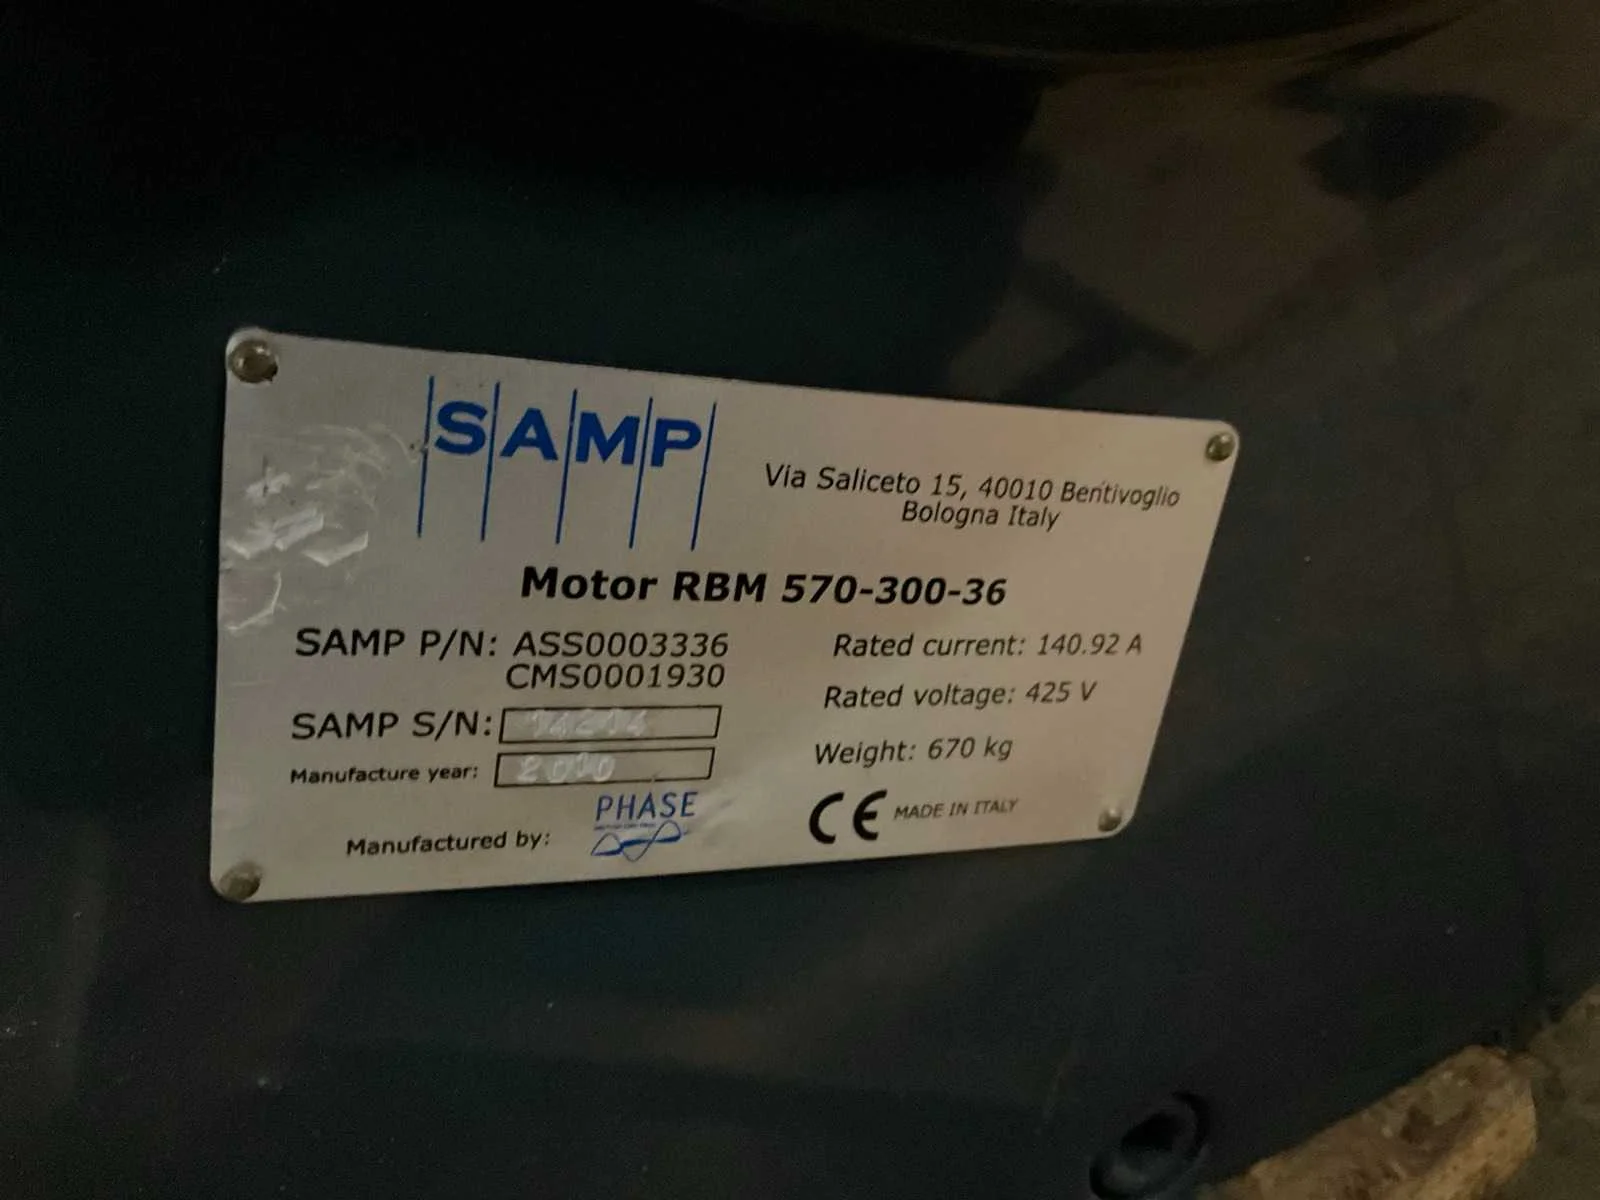 SAMP
Via Saliceto 15, 40010 Bentivoglio
Bologna Italy
Motor RBM 570-300-36
SAMP P/N: ASS0003336
CMS0001930
SAMP S/N:
Manufacture year: 2010
Manufactured by: PHASE
Rated current: 140.92 A
Rated voltage: 425 V
Weight: 670 kg
CE MADE IN ITALY